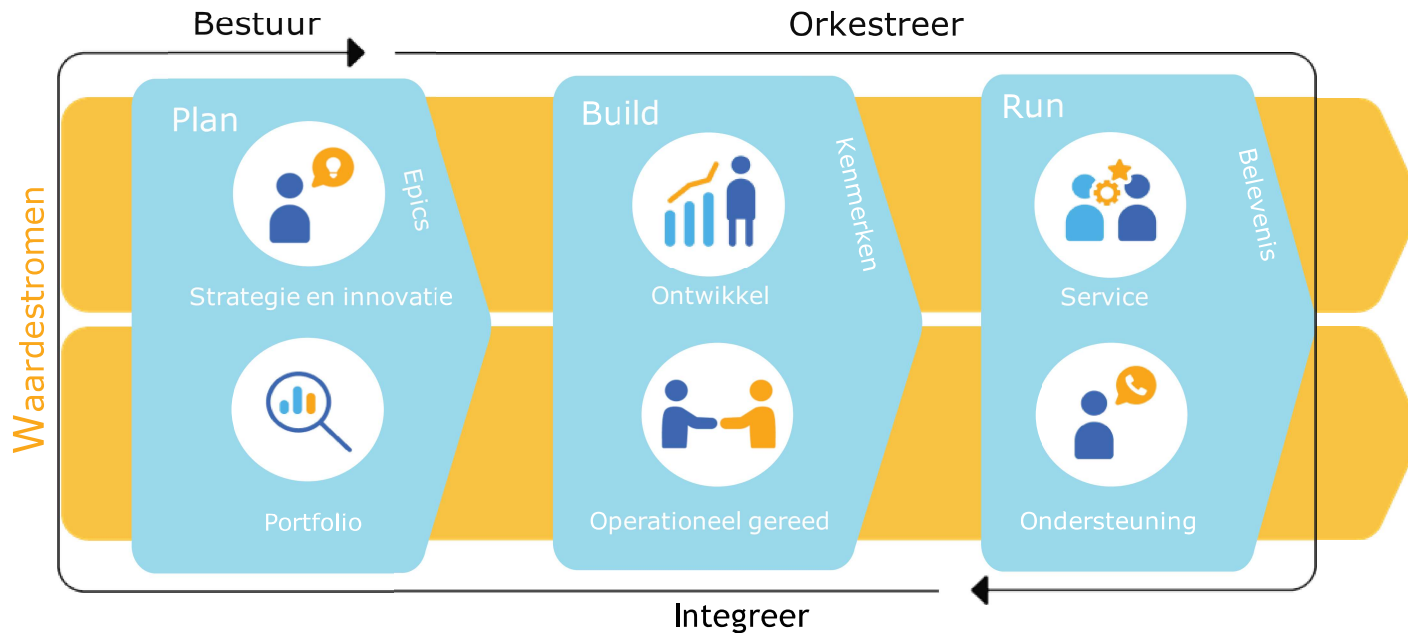 Bestuur
Orkestreer
Waardestromen
Plan
Epics
Strategie en innovatie
Portfolio
Build
Kenmerken
Ontwikkel
Operationeel gereed
Run
Belevenis
Service
Ondersteuning
Integreer